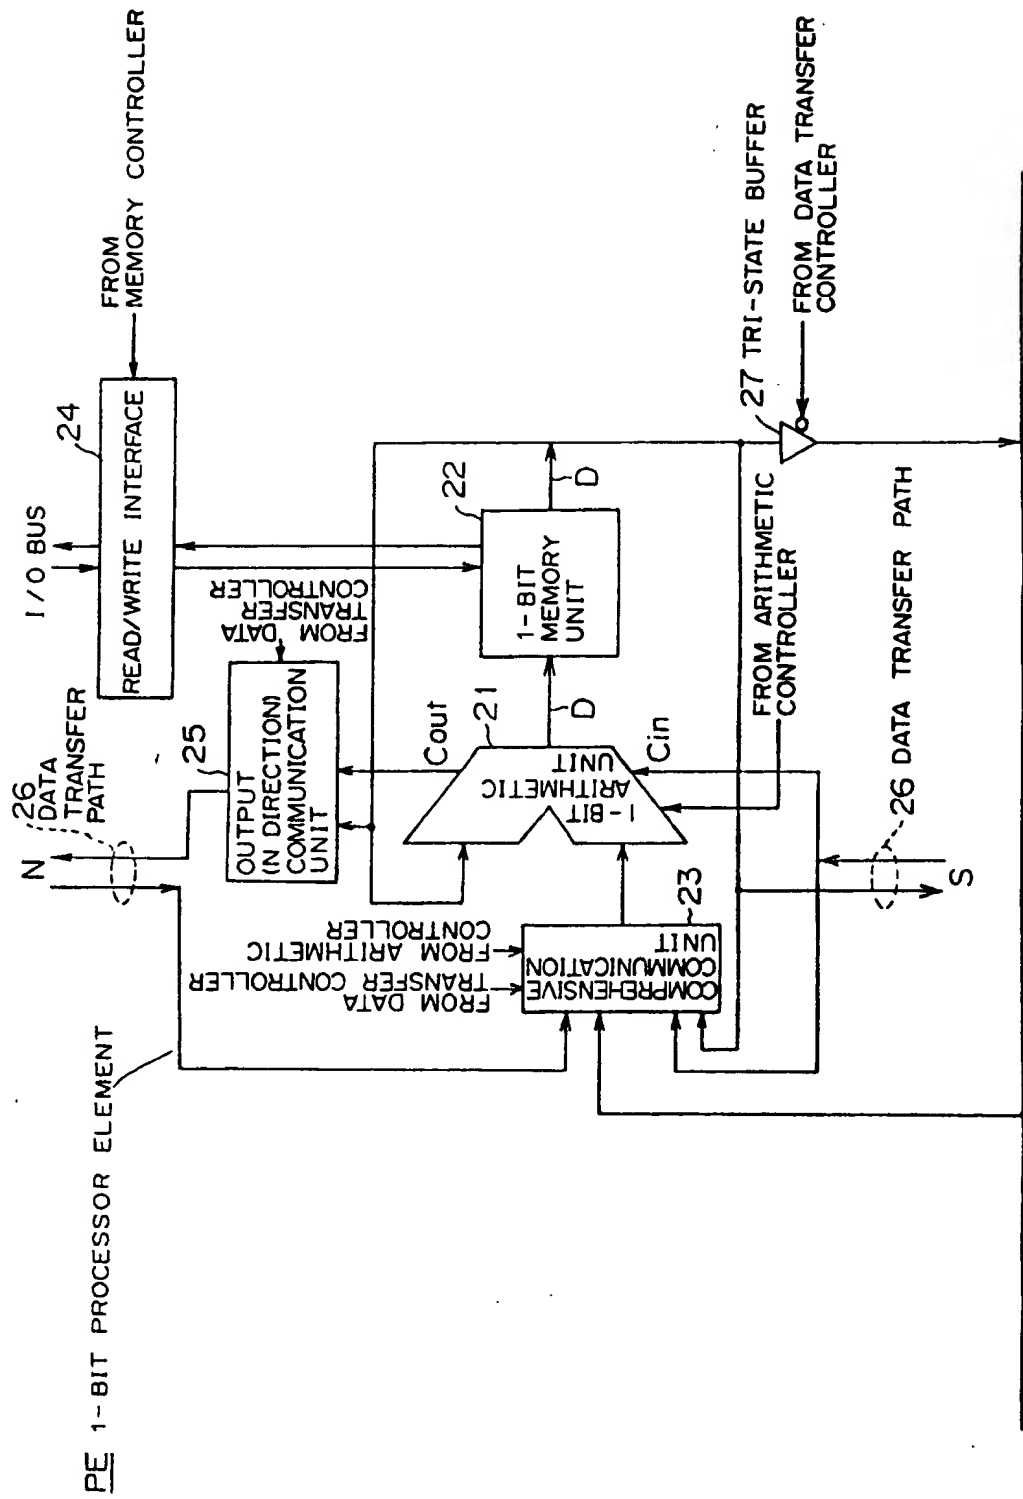 PE 1-BIT PROCESSOR ELEMENT
N
26
DATA
TRANSFER
PATH
I/O BUS
24
READ/WRITE INTERFACE
FROM
MEMORY CONTROLLER
25
OUTPUT
(N DIRECTION)
COMMUNICATION
UNIT
FROM DATA
TRANSFER
CONTROLLER
FROM DATA
TRANSFER CONTROLLER
FROM ARITHMETIC
CONTROLLER
COMPREHENSIVE
COMMUNICATION
UNIT
23
Cout
21
1-BIT
ARITHMETIC
UNIT
Cin
D
22
1-BIT
MEMORY
UNIT
D
FROM ARITHMETIC
CONTROLLER
27 TRI-STATE BUFFER
FROM DATA TRANSFER
CONTROLLER
26 DATA TRANSFER PATH
S